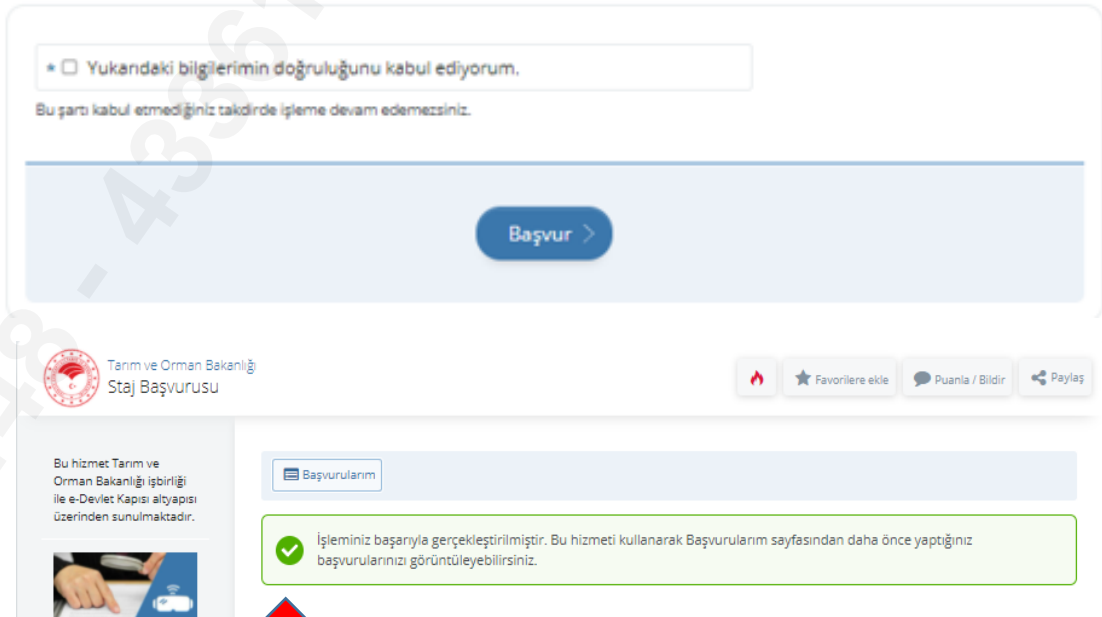 * Yukarıdaki bilgilerimin doğruluğunu kabul ediyorum.
Bu şartı kabul etmediğiniz takdirde işleme devam edemezsiniz.
Başvur
Tarım ve Orman Bakanlığı
Staj Başvurusu
Favorilere ekle
Puanla / Bildir
Paylaş
Bu hizmet Tarım ve
Orman Bakanlığı işbirliği
ile e-Devlet Kapısı altyapısı
üzerinden sunulmaktadır.
Başvurularım
İşleminiz başarıyla gerçekleştirilmiştir. Bu hizmeti kullanarak Başvurularım sayfasından daha önce yaptığınız
başvurularınızı görüntüleyebilirsiniz.